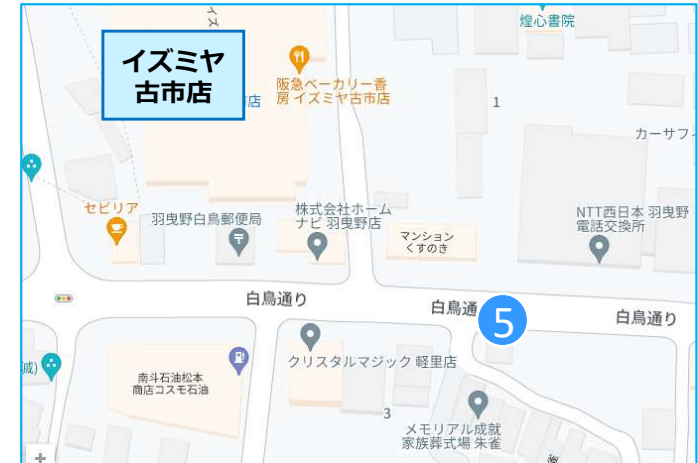 イズ
煌心書院
イズミヤ
古市店
店
阪急ベーカリー香
房 イズミヤ古市店
1
カーサフ
セビリア
羽曳野白鳥郵便局
株式会社ホーム
ナビ 羽曳野店
マンション
くすのき
NTT西日本 羽曳野
電話交換所
白鳥通り
白鳥通
5
白鳥通り
クリスタルマジック 軽里店
南斗石油松本
商店コスモ石油
3
メモリアル成就
家族葬式場 朱雀
+